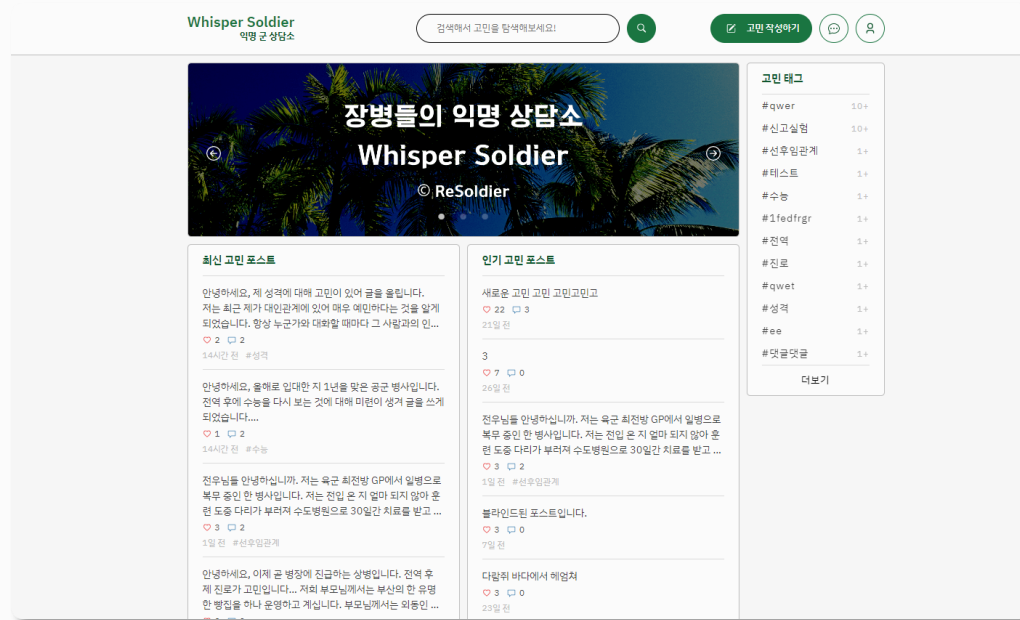 Whisper Soldier
익명 군 상담소
검색해서 고민을 탐색해보세요!
고민 작성하기
장병들의 익명 상담소
Whisper Soldier
© ReSoldier
고민 태그
#qwer 10+
#신고실험 10+
#선후임관계 1+
#테스트 1+
#수능 1+
#1fedfrgr 1+
#전역 1+
#진로 1+
#qwet 1+
#성격 1+
#ee 1+
#댓글댓글 1+
더보기
최신 고민 포스트
안녕하세요, 제 성격에 대해 고민이 있어 글을 올립니다.
저는 최근 제가 대인관계에 있어 매우 예민하다는 것을 알게
되었습니다. 항상 누군가와 대화할 때마다 그 사람과의 인...
2 2
14시간 전 #성격
안녕하세요, 올해로 입대한 지 1년을 맞은 공군 병사입니다.
전역 후에 수능을 다시 보는 것에 대해 미련이 생겨 글을 쓰게
되었습니다....
1 2
14시간 전 #수능
전우님들 안녕하십니까. 저는 육군 최전방 GP에서 일병으로
복무 중인 한 병사입니다. 저는 전입 온 지 얼마 되지 않아 훈
련 도중 다리가 부러져 수도병원으로 30일간 치료를 받고 ...
3 2
1일 전 #선후임관계
안녕하세요, 이제 곧 병장에 진급하는 상병입니다. 전역 후
제 진로가 고민입니다... 저희 부모님께서는 부산의 한 유명
한 빵집을 하나 운영하고 계십니다. 부모님께서는 외동인 ...
인기 고민 포스트
새로운 고민 고민 고민고민고
22 3
21일 전
3
7 0
26일 전
전우님들 안녕하십니까. 저는 육군 최전방 GP에서 일병으로
복무 중인 한 병사입니다. 저는 전입 온 지 얼마 되지 않아 훈
련 도중 다리가 부러져 수도병원으로 30일간 치료를 받고 ...
3 2
1일 전 #선후임관계
블라인드된 포스트입니다.
3 0
7일 전
다람쥐 바다에서 헤엄쳐
3 0
23일 전